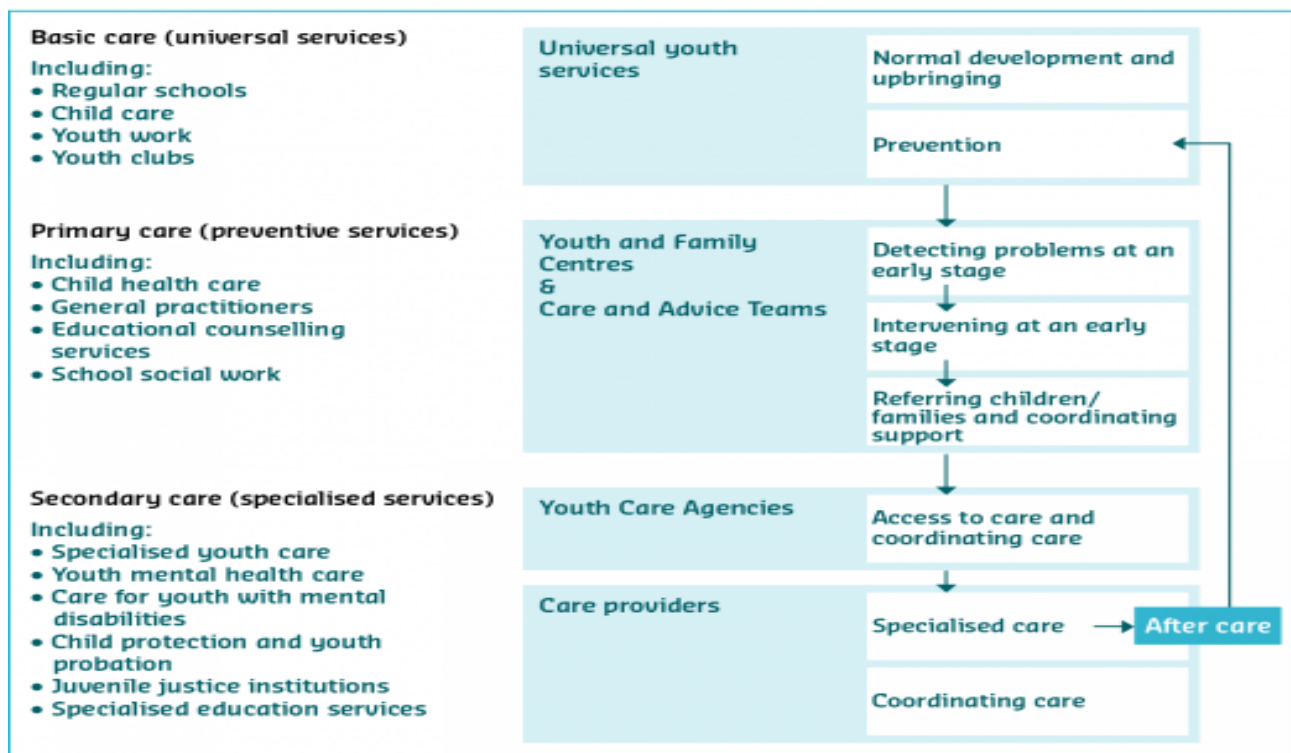 Basic care (universal services)
Including:
• Regular schools
• Child care
• Youth work
• Youth clubs
Universal youth
services
Normal development and
upbringing
Prevention
Primary care (preventive services)
Including:
• Child health care
• General practitioners
• Educational counselling
services
• School social work
Youth and Family
Centres
&
Care and Advice Teams
Detecting problems at an
early stage
Intervening at an early
stage
Referring children/
families and coordinating
support
Secondary care (specialised services)
Including:
• Specialised youth care
• Youth mental health care
• Care for youth with mental
disabilities
• Child protection and youth
probation
• Juvenile justice institutions
• Specialised education services
Youth Care Agencies
Access to care and
coordinating care
Care providers
Specialised care
After care
Coordinating care